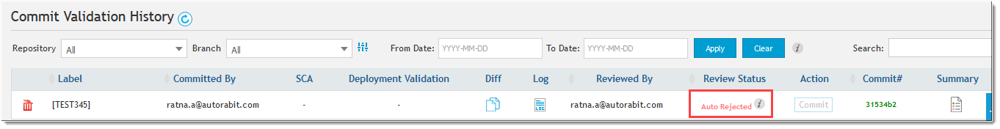 Commit Validation History
Repository All Branch All From Date: YYYY-MM-DD To Date: YYYY-MM-DD Apply Clear i Search:
Label Committed By SCA Deployment Validation Diff Log Reviewed By Review Status Action Commit# Summary
[TEST345] ratna.a@autorabit.com - - LOG ratna.a@autorabit.com Auto Rejected i Commit 31534b2